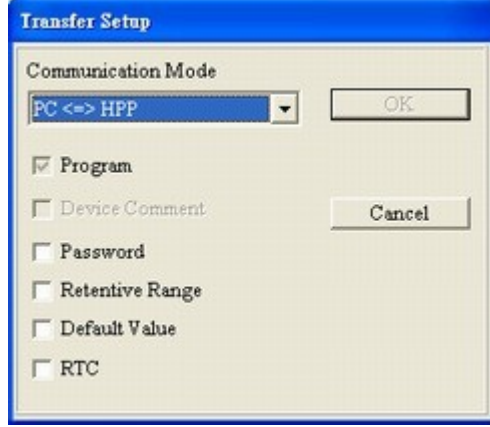 Transfer Setup
Communication Mode
PC <=> HPP
OK
Program
Device Comment
Cancel
Password
Retentive Range
Default Value
RTC